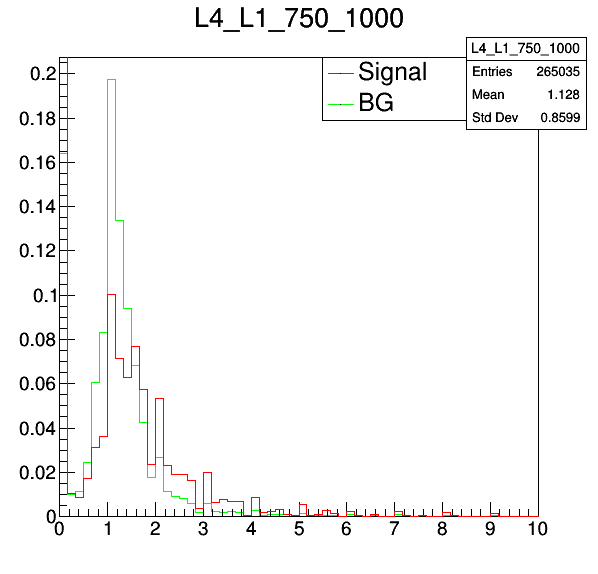 L4_L1_750_1000
L4_L1_750_1000
Entries 265035
Mean 1.128
Std Dev 0.8599
Signal
BG
0.2
0.18
0.16
0.14
0.12
0.1
0.08
0.06
0.04
0.02
0
0 1 2 3 4 5 6 7 8 9 10